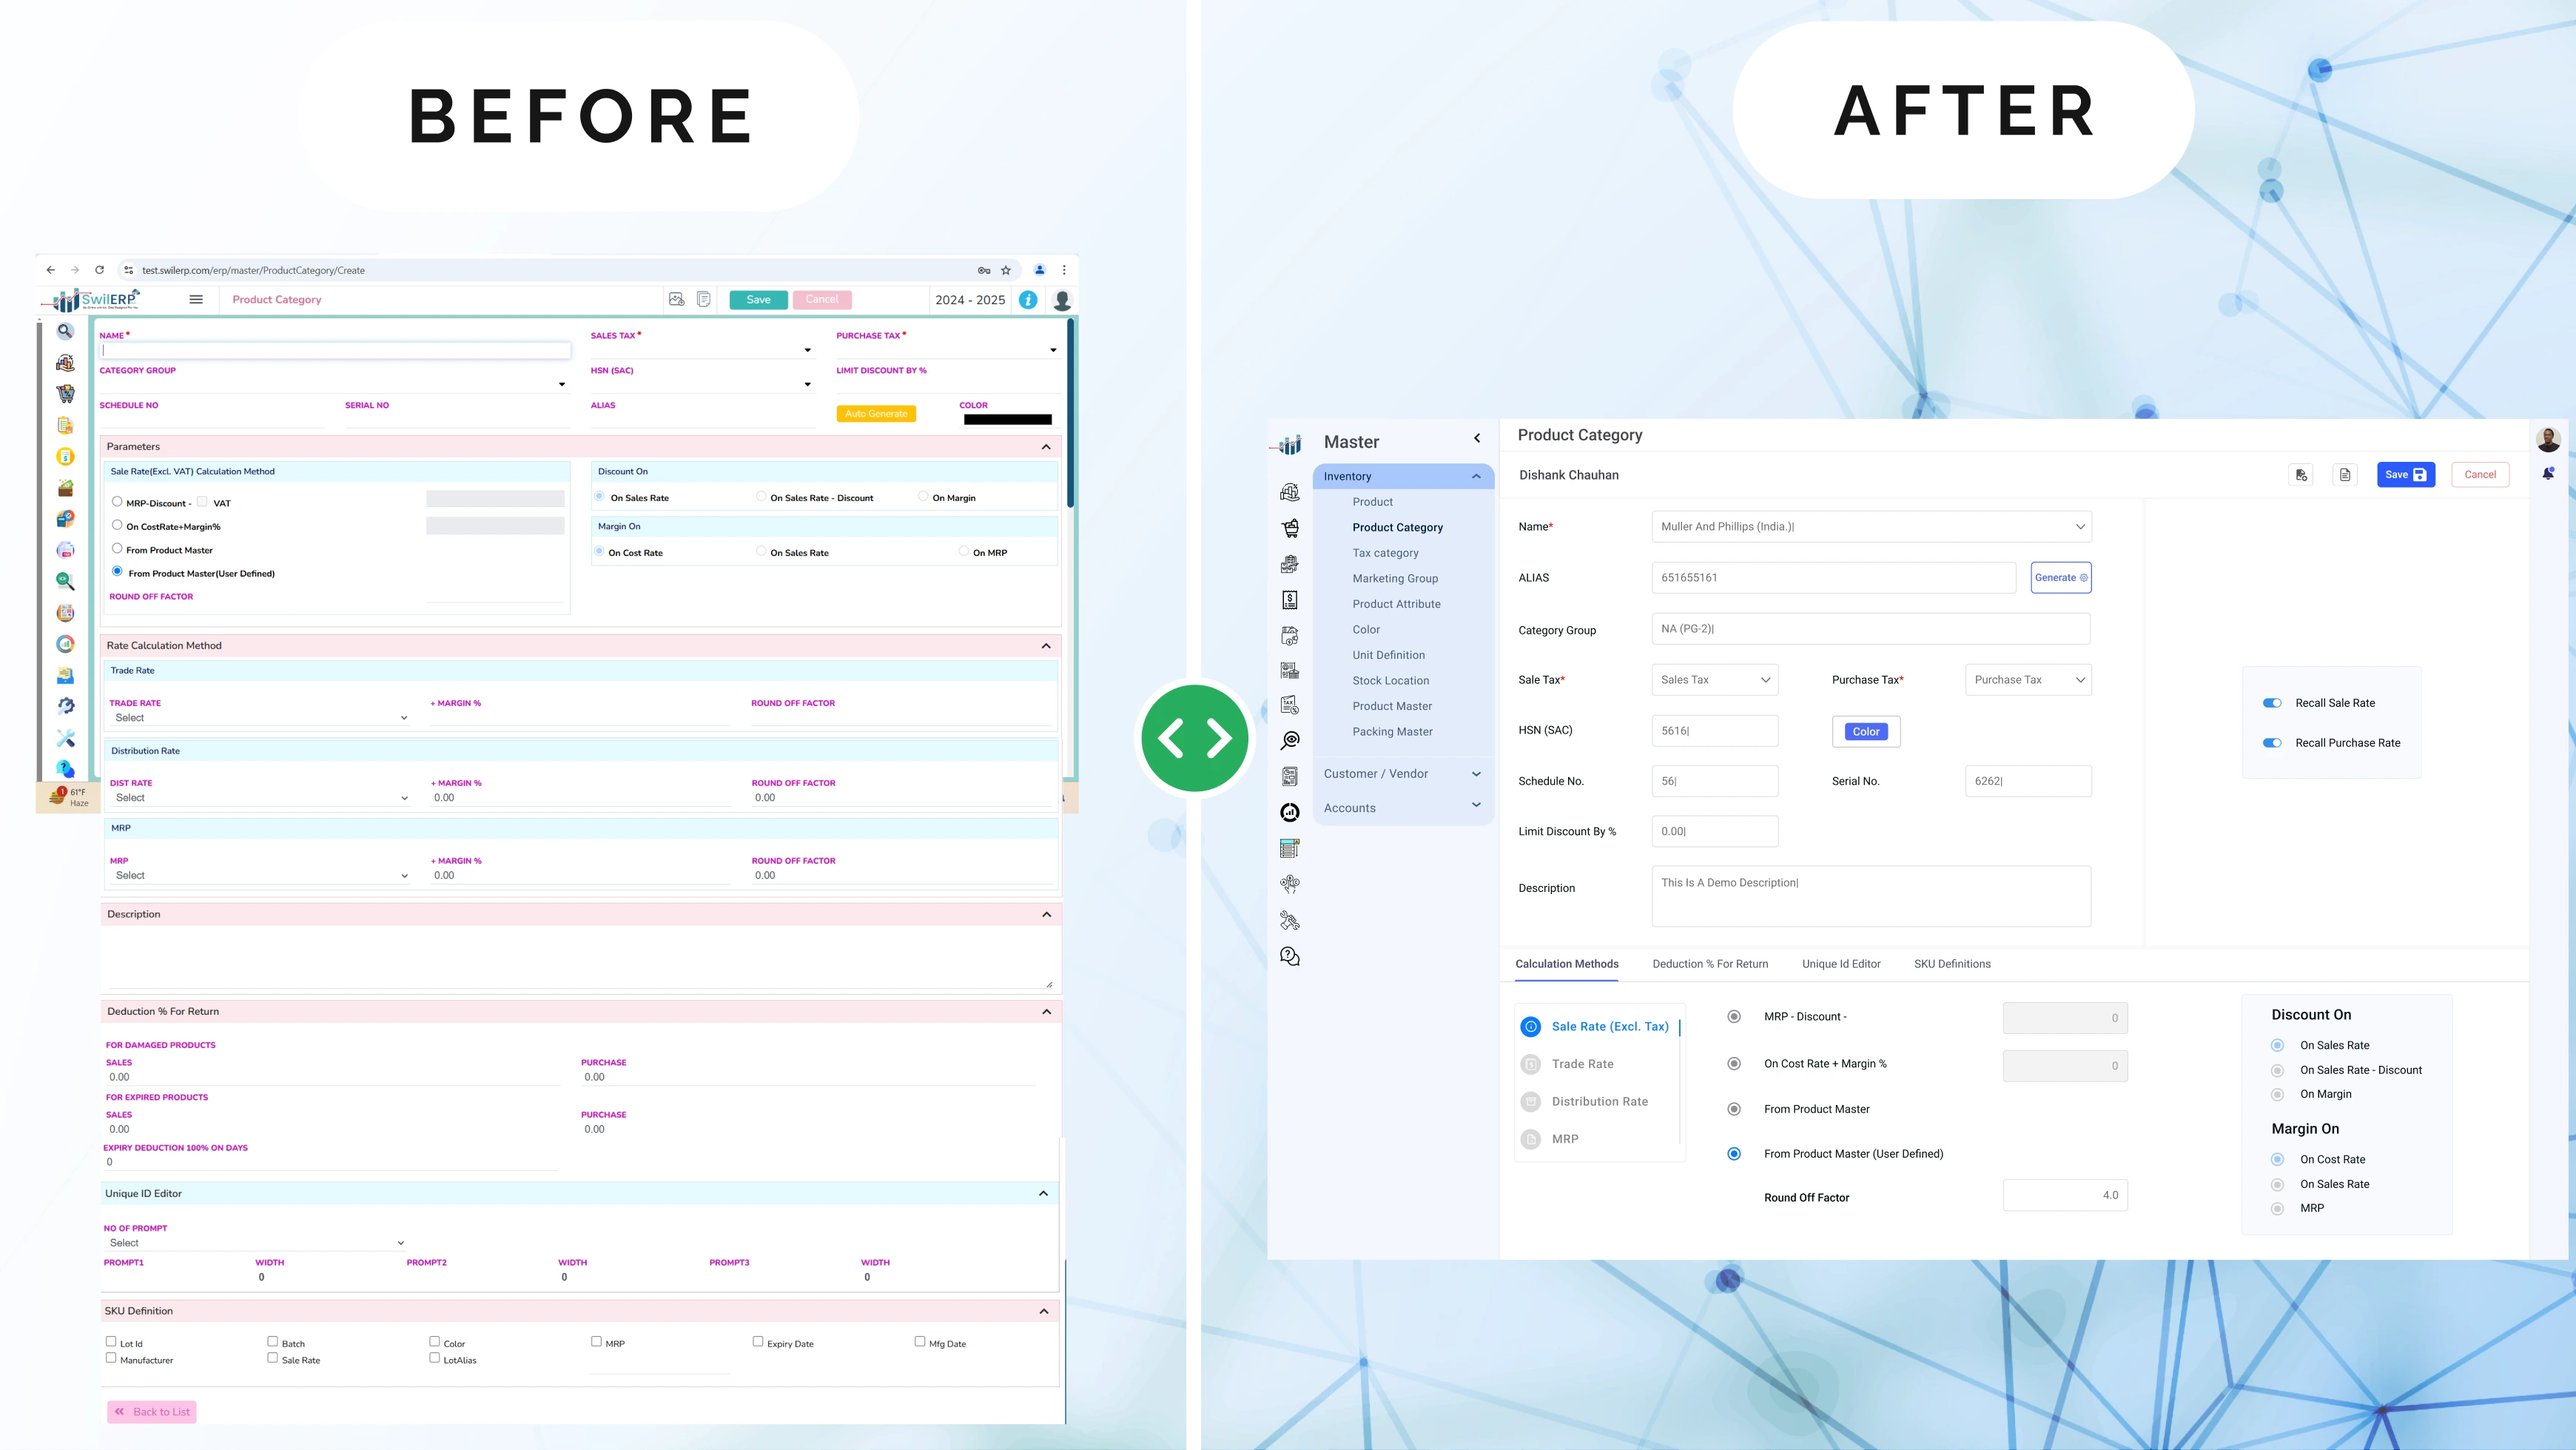 BEFORE
test.swilerp.com/erp/master/ProductCategory/Create
SwilERP
Product Category
Save
Cancel
2024 - 2025
NAME*
SALES TAX *
PURCHASE TAX *
CATEGORY GROUP
HSN (SAC)
LIMIT DISCOUNT BY %
SCHEDULE NO
SERIAL NO
ALIAS
Auto Generate
COLOR
Parameters
Sale Rate(Excl. VAT) Calculation Method
MRP-Discount -
VAT
On CostRate+Margin%
From Product Master
From Product Master(User Defined)
ROUND OFF FACTOR
Discount On
On Sales Rate
On Sales Rate - Discount
On Margin
Margin On
On Cost Rate
On Sales Rate
On MRP
Rate Calculation Method
Trade Rate
TRADE RATE
+ MARGIN %
ROUND OFF FACTOR
Select
Distribution Rate
DIST RATE
+ MARGIN %
ROUND OFF FACTOR
Select
0.00
0.00
1
61°F
Haze
MRP
MRP
+ MARGIN %
ROUND OFF FACTOR
Select
0.00
0.00
Description
Deduction % For Return
FOR DAMAGED PRODUCTS
SALES
PURCHASE
0.00
0.00
FOR EXPIRED PRODUCTS
SALES
PURCHASE
0.00
0.00
EXPIRY DEDUCTION 100% ON DAYS
0
Unique ID Editor
NO OF PROMPT
Select
PROMPT1
WIDTH
PROMPT2
WIDTH
PROMPT3
WIDTH
0
0
0
SKU Definition
Lot Id
Batch
Color
MRP
Expiry Date
Mfg Date
Manufacturer
Sale Rate
LotAlias
Back to List
AFTER
Master
Inventory
Product
Product Category
Tax category
Marketing Group
Product Attribute
Color
Unit Definition
Stock Location
Product Master
Packing Master
Customer / Vendor
Accounts
Product Category
Dishank Chauhan
Save
Cancel
Name*
Muller And Phillips (India.)|
ALIAS
651655161
Generate
Category Group
NA (PG-2)|
Sale Tax*
Sales Tax
Purchase Tax*
Purchase Tax
HSN (SAC)
5616|
Color
Schedule No.
56|
Serial No.
6262|
Limit Discount By %
0.00|
Description
This Is A Demo Description|
Recall Sale Rate
Recall Purchase Rate
Calculation Methods
Deduction % For Return
Unique Id Editor
SKU Definitions
Sale Rate (Excl. Tax)
Trade Rate
Distribution Rate
MRP
MRP - Discount -
0
On Cost Rate + Margin %
0
From Product Master
From Product Master (User Defined)
Round Off Factor
4.0
Discount On
On Sales Rate
On Sales Rate - Discount
On Margin
Margin On
On Cost Rate
On Sales Rate
MRP